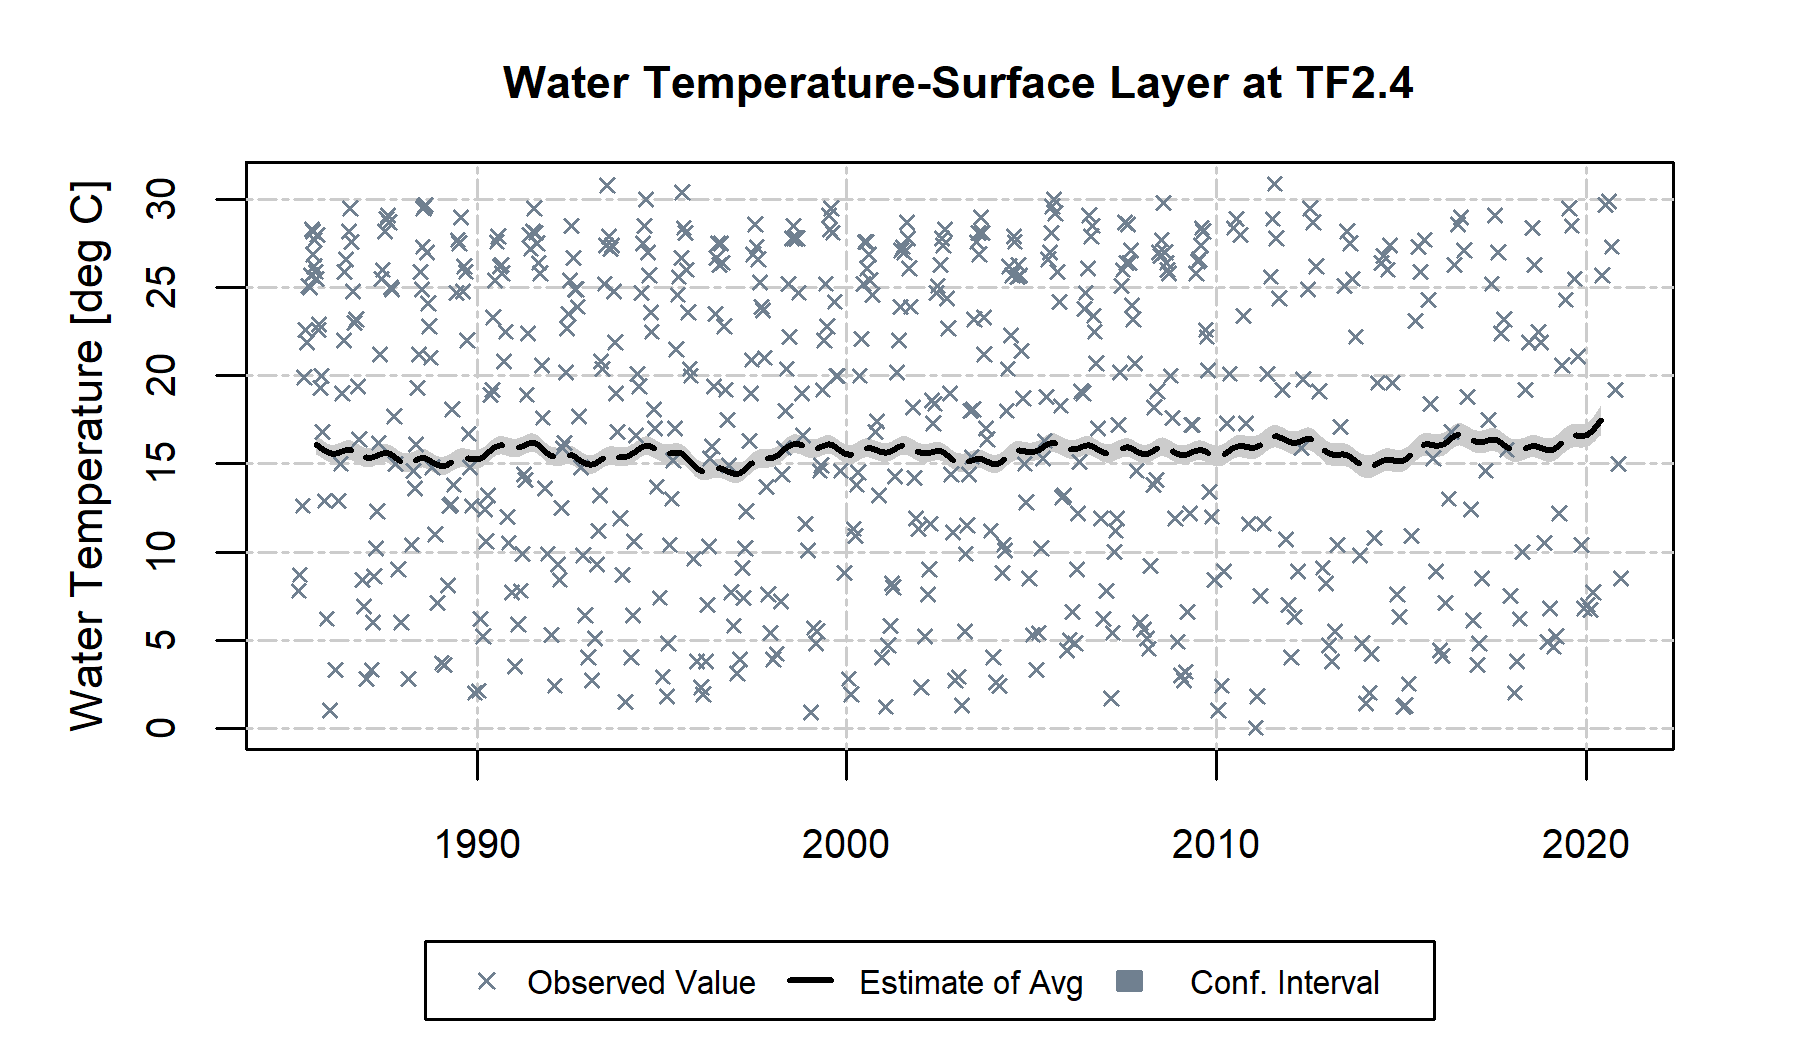 Water Temperature-Surface Layer at TF2.4
Water Temperature [deg C]
30
25
20
15
10
5
0
1990
2000
2010
2020
Observed Value
Estimate of Avg
Conf. Interval